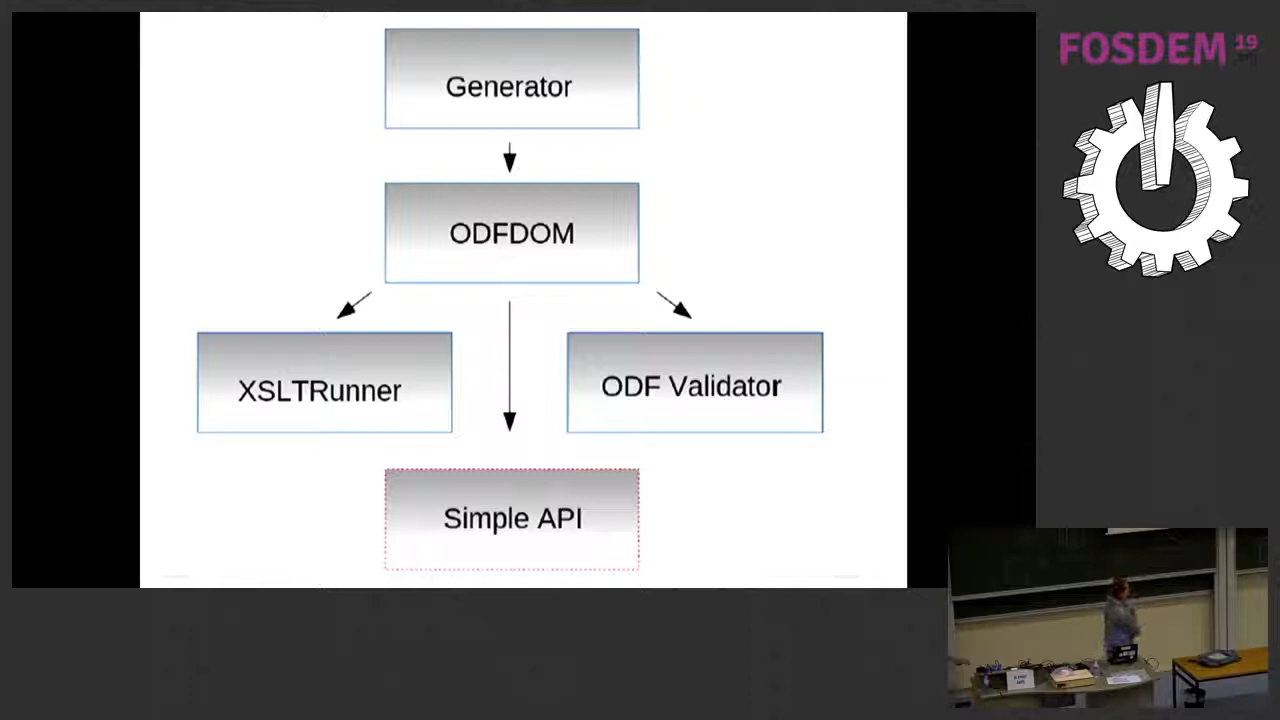 Generator
ODFDOM
XSLTRunner
ODF Validator
Simple API
FOSDEM 19